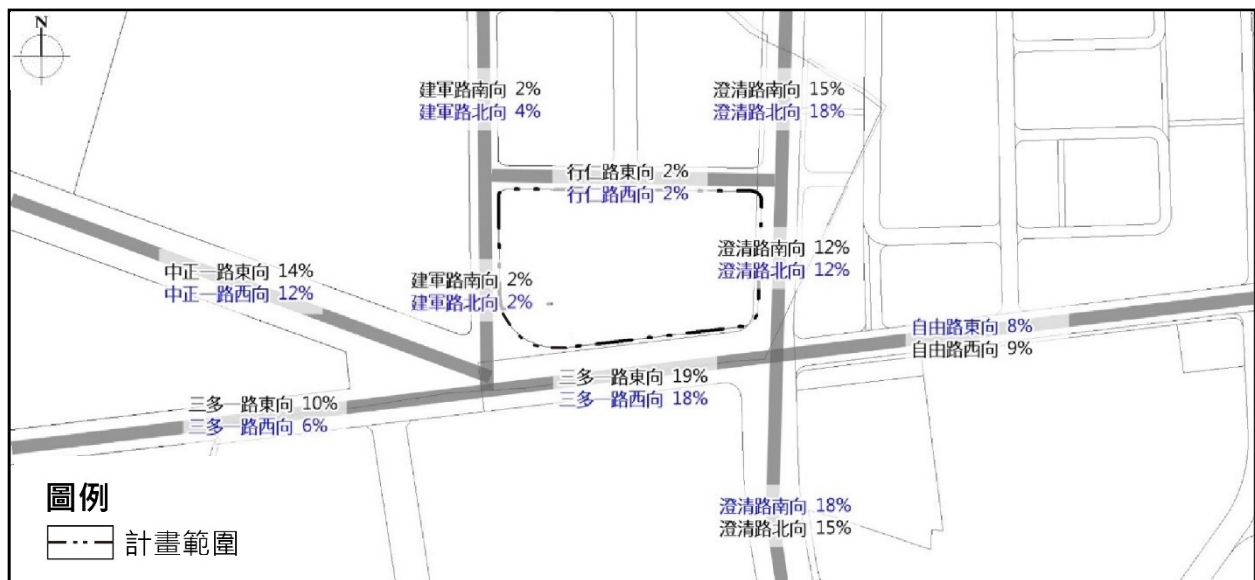 N
建軍路南向 2%
建軍路北向 4%
澄清路南向 15%
澄清路北向 18%
行仁路東向 2%
行仁路西向 2%
澄清路南向 12%
澄清路北向 12%
中正一路東向 14%
中正一路西向 12%
建軍路南向 2%
建軍路北向 2%
自由路東向 8%
自由路西向 9%
三多一路東向 19%
三多一路西向 18%
三多一路東向 10%
三多一路西向 6%
澄清路南向 18%
澄清路北向 15%
圖例
計畫範圍